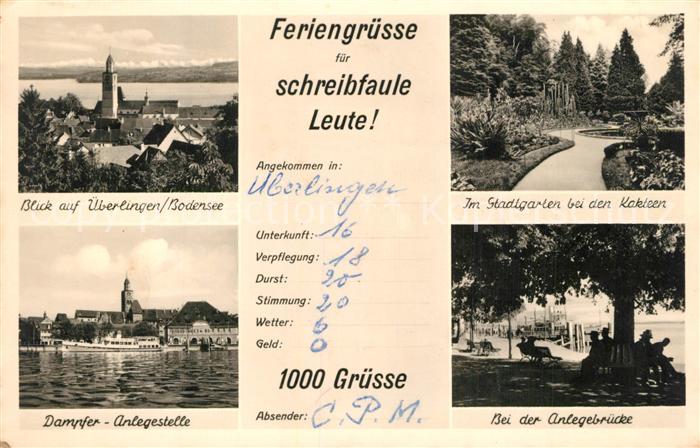 Feriengrüsse
für
schreibfaule
Leute!
Angekommen in:
Überlingen
Unterkunft: 16
Verpflegung: 18
Durst: 20
Stimmung: 20
Wetter: 6
Geld: 0
1000 Grüsse
Absender: C. P. M.
Blick auf Überlingen/Bodensee
Dampfer - Anlegestelle
Im Stadtgarten bei den Kakteen
Bei der Anlegebrücke